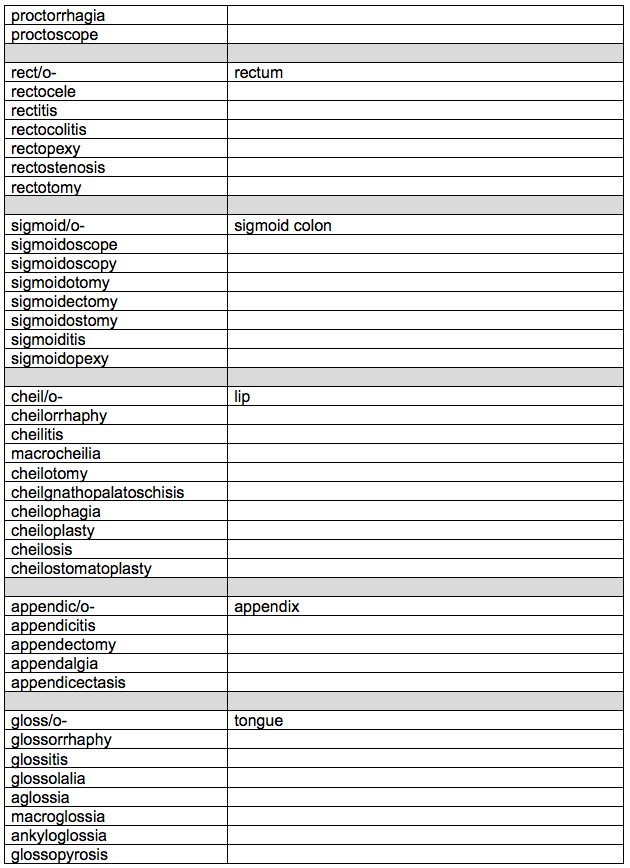 proctorrhagia
proctoscope
rect/o- rectum
rectocele
rectitis
rectocolitis
rectopexy
rectostenosis
rectotomy
sigmoid/o- sigmoid colon
sigmoidoscope
sigmoidoscopy
sigmoidotomy
sigmoidectomy
sigmoidostomy
sigmoiditis
sigmoidopexy
cheil/o- lip
cheilorrhaphy
cheilitis
macrocheilia
cheilotomy
cheilgnathopalatoschisis
cheilophagia
cheiloplasty
cheilosis
cheilostomatoplasty
appendic/o- appendix
appendicitis
appendectomy
appendalgia
appendicectasis
gloss/o- tongue
glossorrhaphy
glossitis
glossolalia
aglossia
macroglossia
ankyloglossia
glossopyrosis